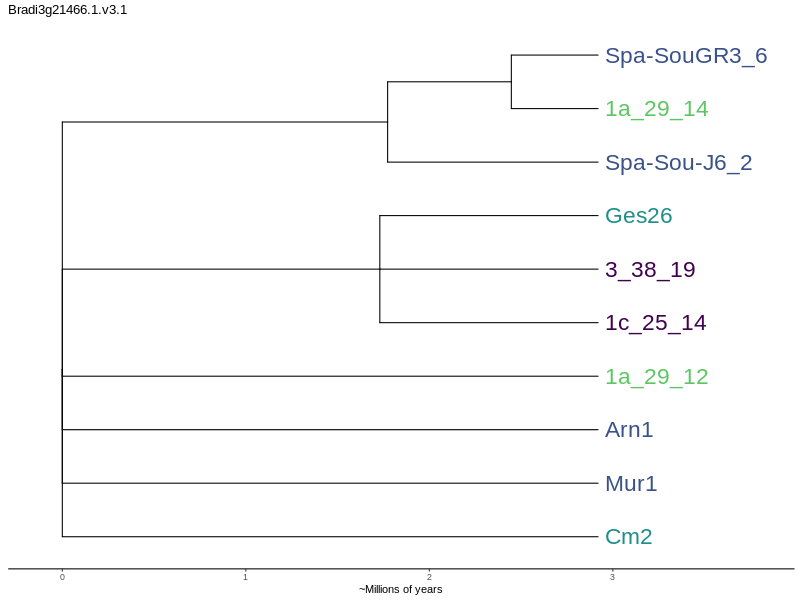 Bradi3g21466.1.v3.1
Spa-SouGR3_6
1a_29_14
Spa-Sou-J6_2
Ges26
3_38_19
1c_25_14
1a_29_12
Arn1
Mur1
Cm2
0 1 2 3
~Millions of years